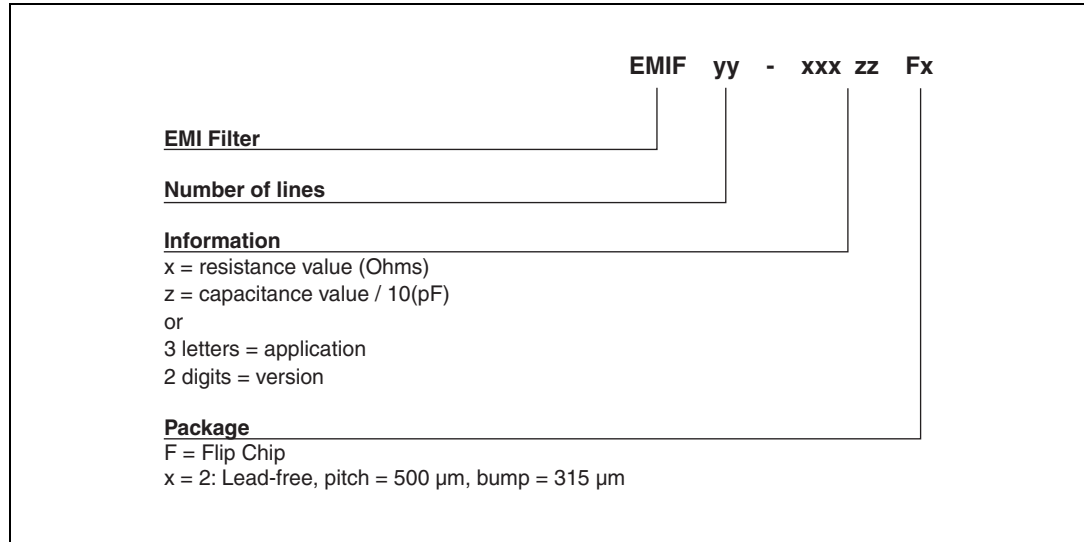 EMIF yy - xxx zz Fx
EMI Filter
Number of lines
Information
x = resistance value (Ohms)
z = capacitance value / 10(pF)
or
3 letters = application
2 digits = version
Package
F = Flip Chip
x = 2: Lead-free, pitch = 500 µm, bump = 315 µm